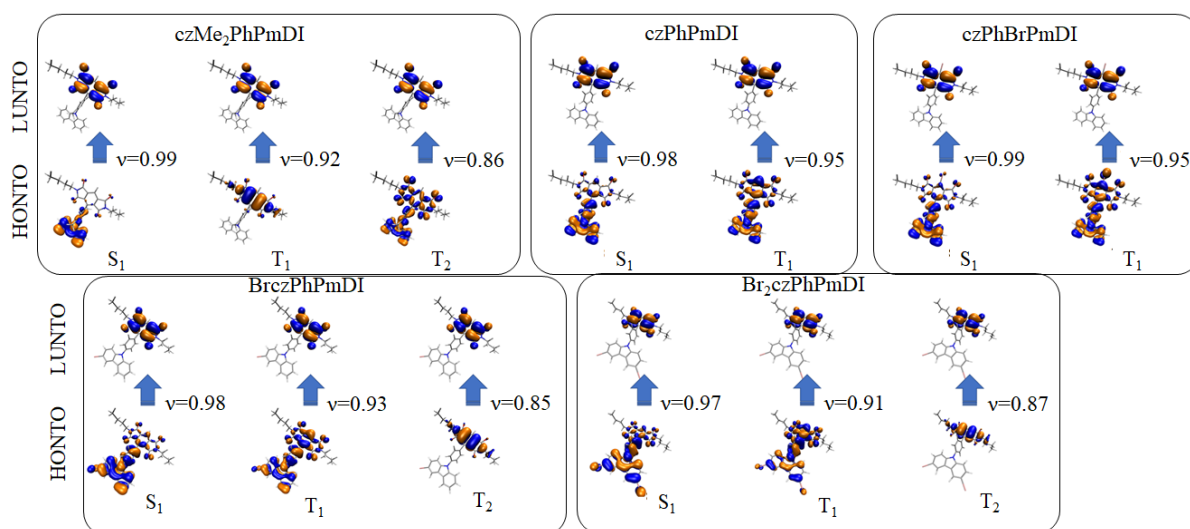 czMe₂PhPmDI czPhPmDI czPhBrPmDI
LUNTO
ν=0.99 ν=0.92 ν=0.86 ν=0.98 ν=0.95 ν=0.99 ν=0.95
HONTO
S₁ T₁ T₂ S₁ T₁ S₁ T₁
BrczPhPmDI Br₂czPhPmDI
LUNTO
ν=0.98 ν=0.93 ν=0.85 ν=0.97 ν=0.91 ν=0.87
HONTO
S₁ T₁ T₂ S₁ T₁ T₂